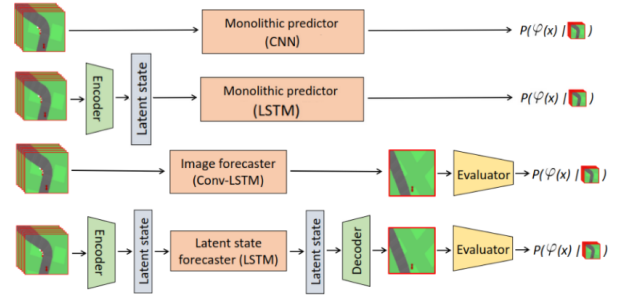 Monolithic predictor
(CNN)
P(φ(x) | )
Encoder
Latent state
Monolithic predictor
(LSTM)
P(φ(x) | )
Image forecaster
(Conv-LSTM)
Evaluator
P(φ(x) | )
Encoder
Latent state
Latent state
forecaster (LSTM)
Latent state
Decoder
Evaluator
P(φ(x) | )